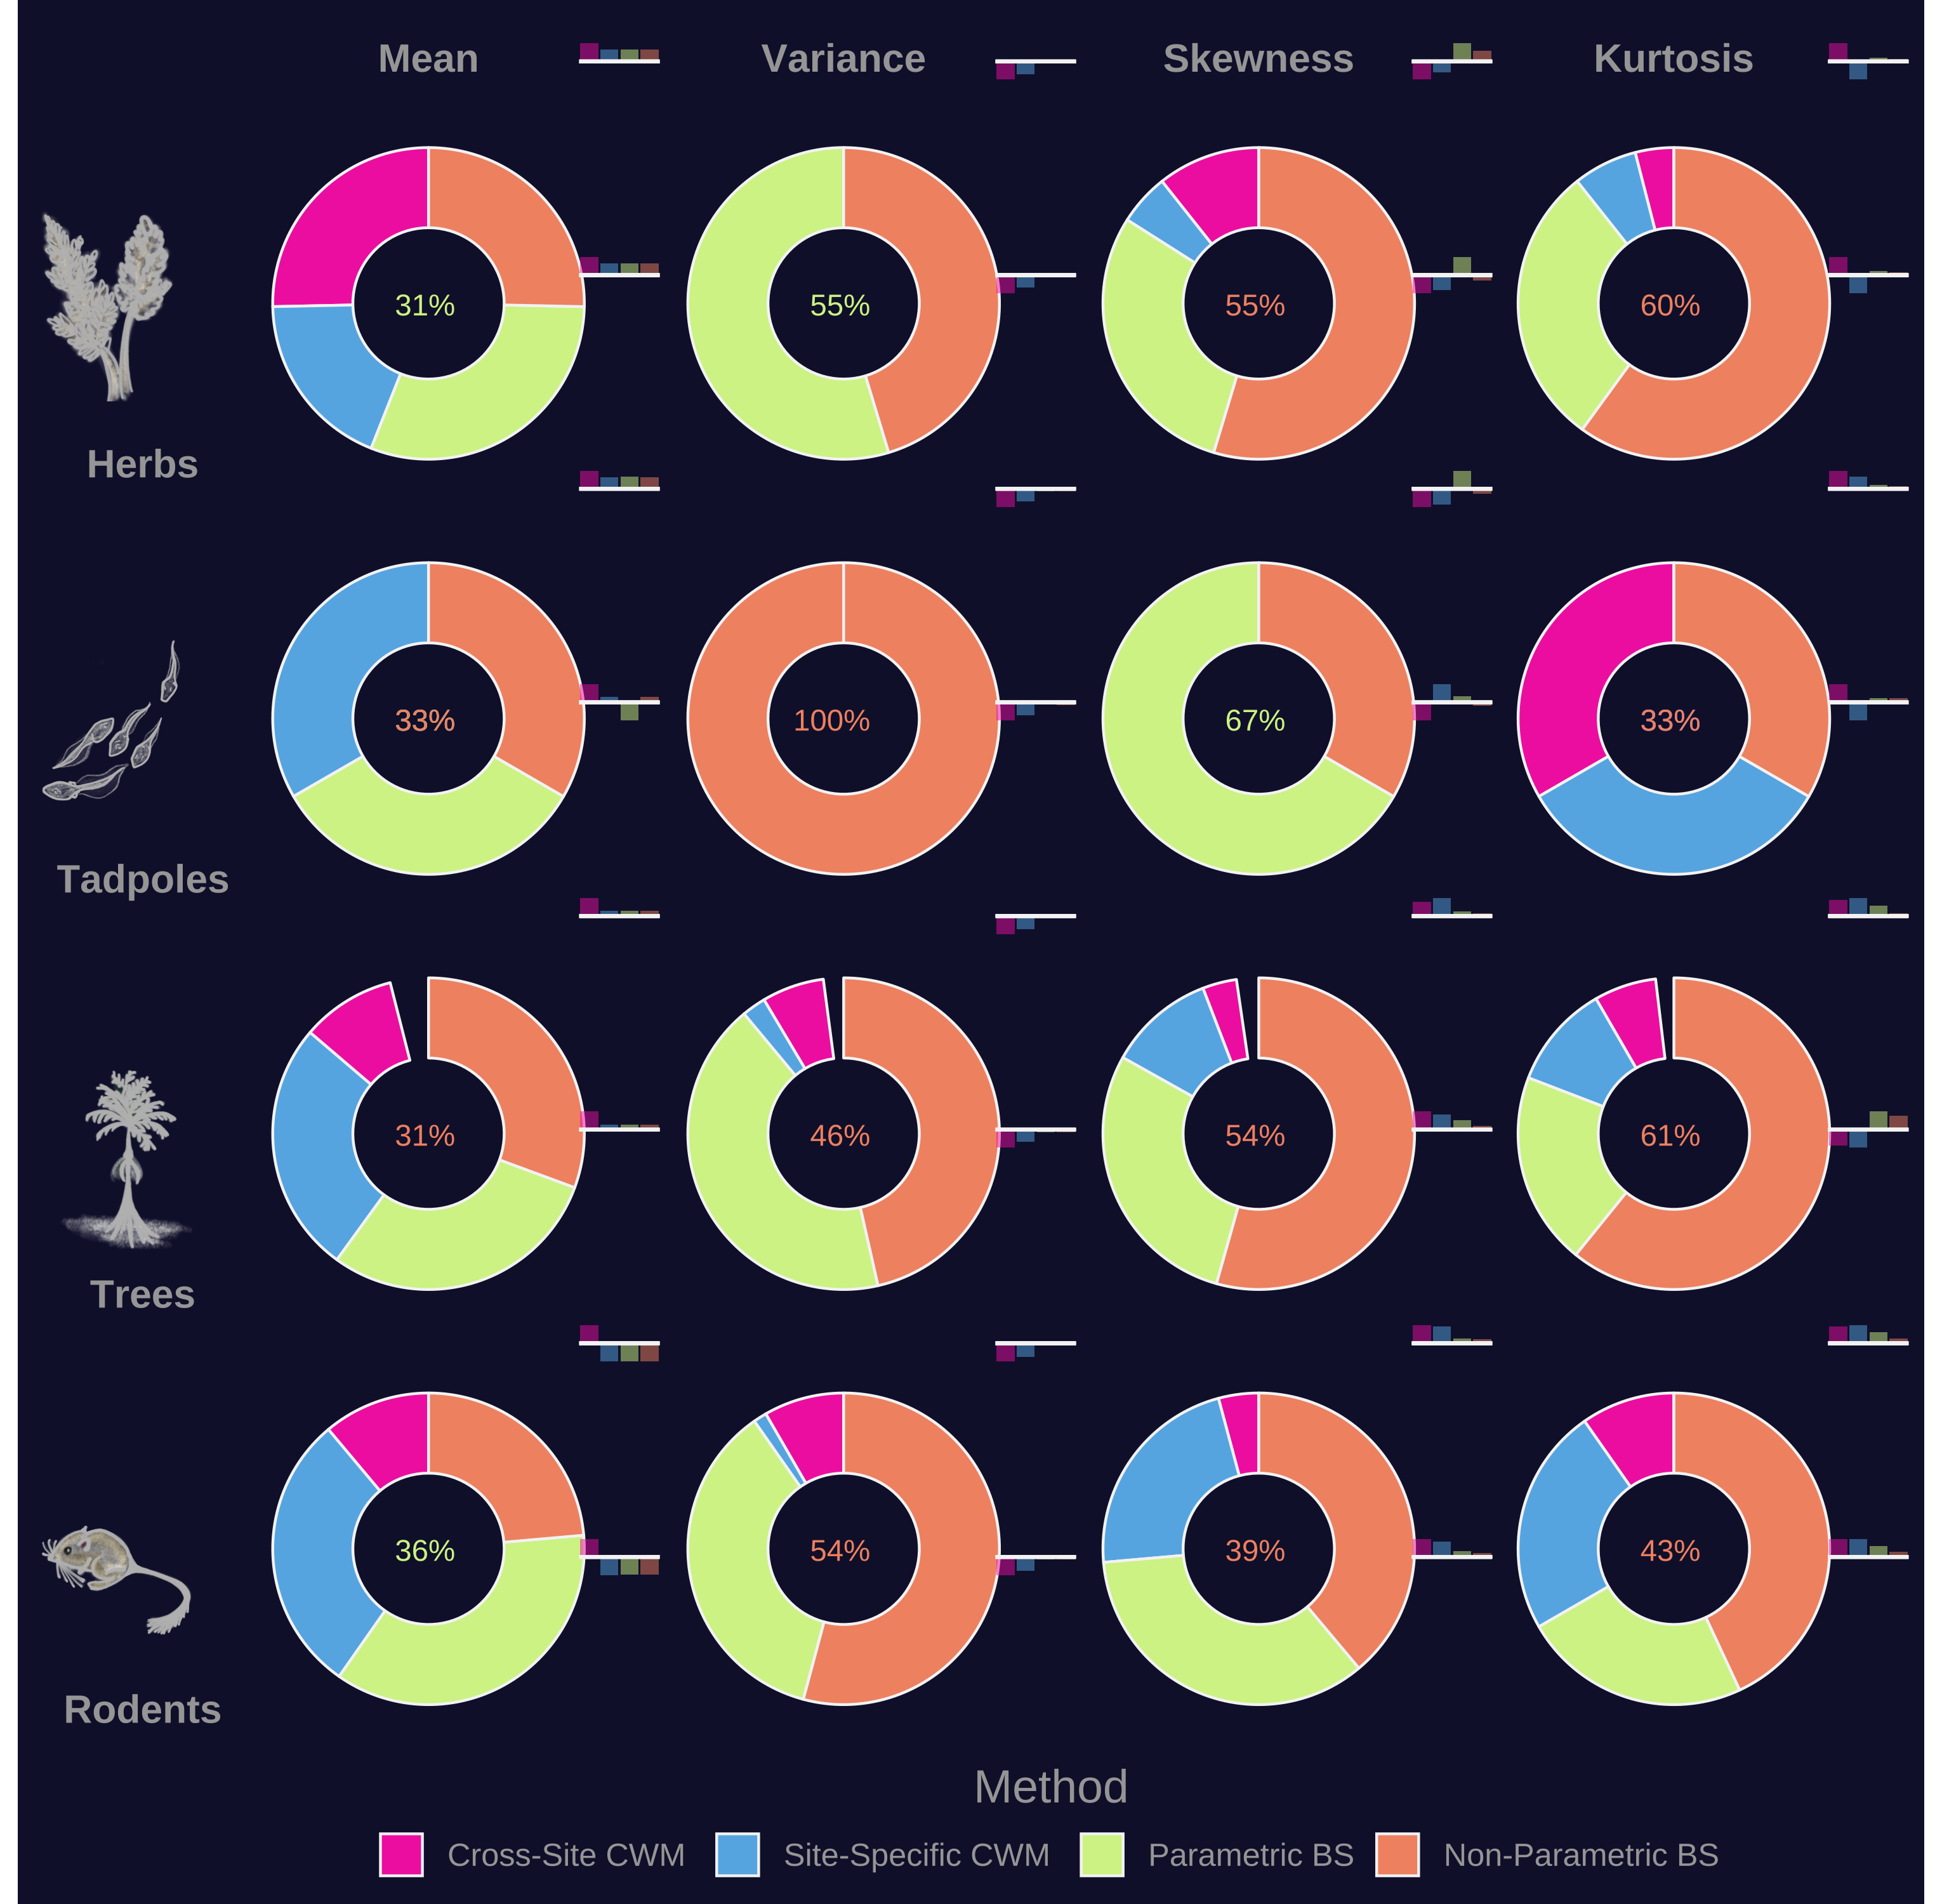 Mean Variance Skewness Kurtosis
31% 55% 55% 60%
Herbs
33% 100% 67% 33%
Tadpoles
31% 46% 54% 61%
Trees
36% 54% 39% 43%
Rodents
Method
Cross-Site CWM Site-Specific CWM Parametric BS Non-Parametric BS